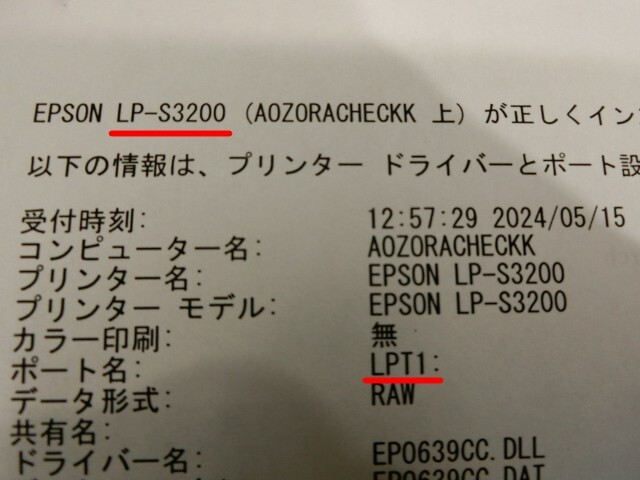 EPSON LP-S3200 (AOZORACHECKK 上) が正しくイン
以下の情報は、プリンター ドライバーとポート設
受付時刻: 12:57:29 2024/05/15
コンピューター名: AOZORACHECKK
プリンター名: EPSON LP-S3200
プリンター モデル: EPSON LP-S3200
カラー印刷: 無
ポート名: LPT1:
データ形式: RAW
共有名:
ドライバー名: EP0639CC.DLL
EP0639CC.DAT